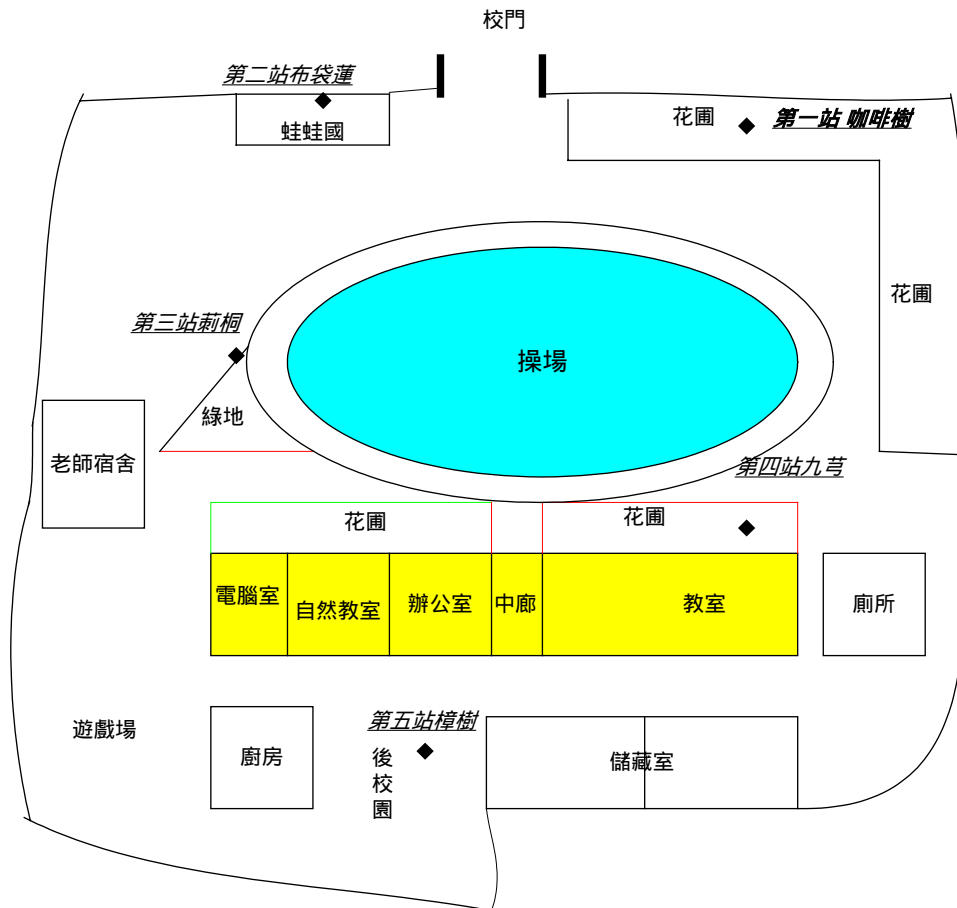 校門
第二站布袋蓮
蛙蛙國
花圃
第一站 咖啡樹
花圃
第三站莿桐
操場
綠地
老師宿舍
第四站九芎
花圃
花圃
電腦室
自然教室
辦公室
中廊
教室
廁所
遊戲場
廚房
第五站樟樹
後
校
園
儲藏室